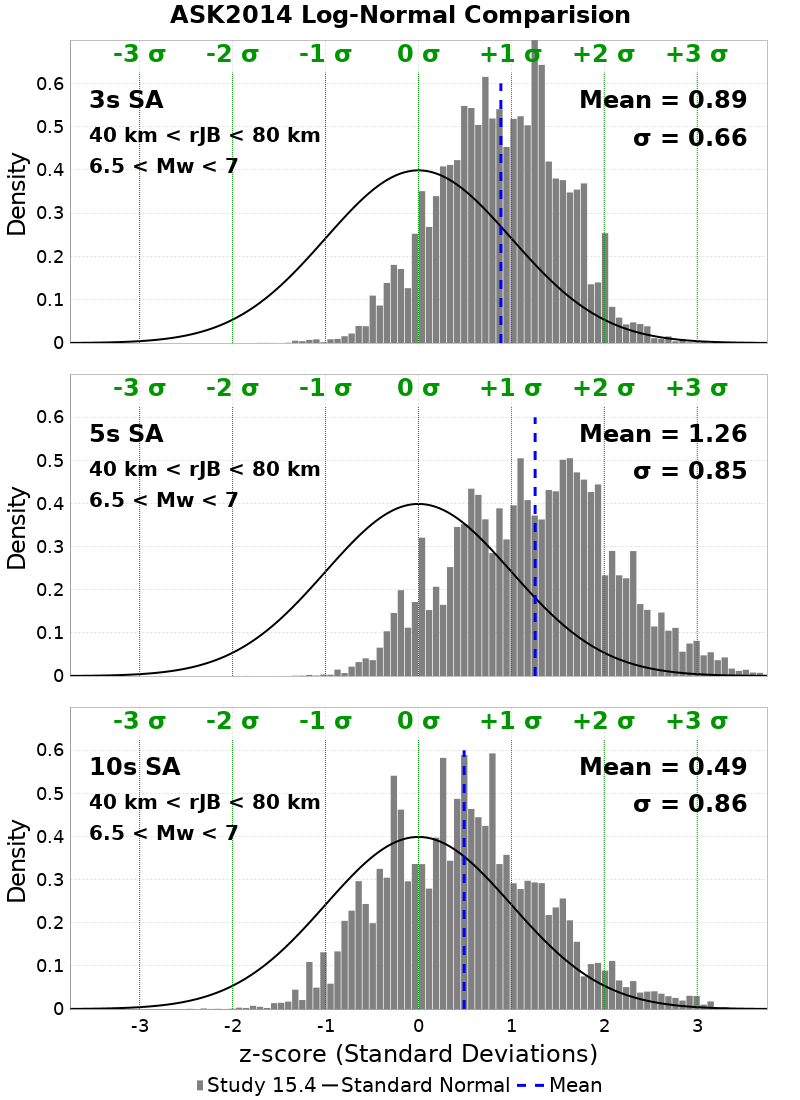 ASK2014 Log-Normal Comparision
-3 σ -2 σ -1 σ 0 σ +1 σ +2 σ +3 σ
0.6
3s SA Mean = 0.89
0.5
40 km < rJB < 80 km σ = 0.66
6.5 < Mw < 7
0.4
0.3
0.2
0.1
0
Density
-3 σ -2 σ -1 σ 0 σ +1 σ +2 σ +3 σ
0.6
5s SA Mean = 1.26
0.5
40 km < rJB < 80 km σ = 0.85
6.5 < Mw < 7
0.4
0.3
0.2
0.1
0
Density
-3 σ -2 σ -1 σ 0 σ +1 σ +2 σ +3 σ
0.6
10s SA Mean = 0.49
0.5
40 km < rJB < 80 km σ = 0.86
6.5 < Mw < 7
0.4
0.3
0.2
0.1
0
Density
-3 -2 -1 0 1 2 3
z-score (Standard Deviations)
Study 15.4 Standard Normal Mean